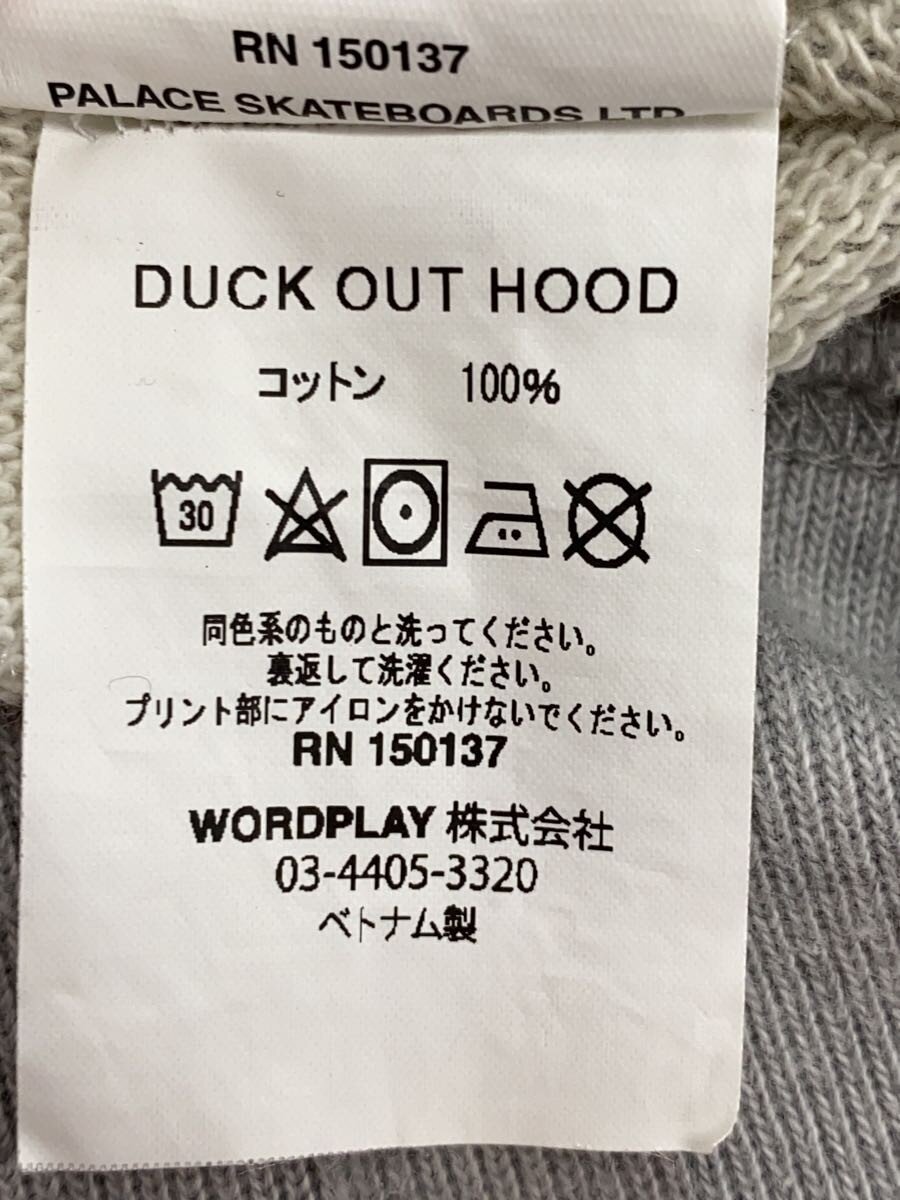 RN 150137
PALACE SKATEBOARDS LTD
DUCK OUT HOOD
コットン 100%
30
同色系のものと洗ってください。
裏返して洗濯ください。
プリント部にアイロンをかけないでください。
RN 150137
WORDPLAY 株式会社
03-4405-3320
ベトナム製